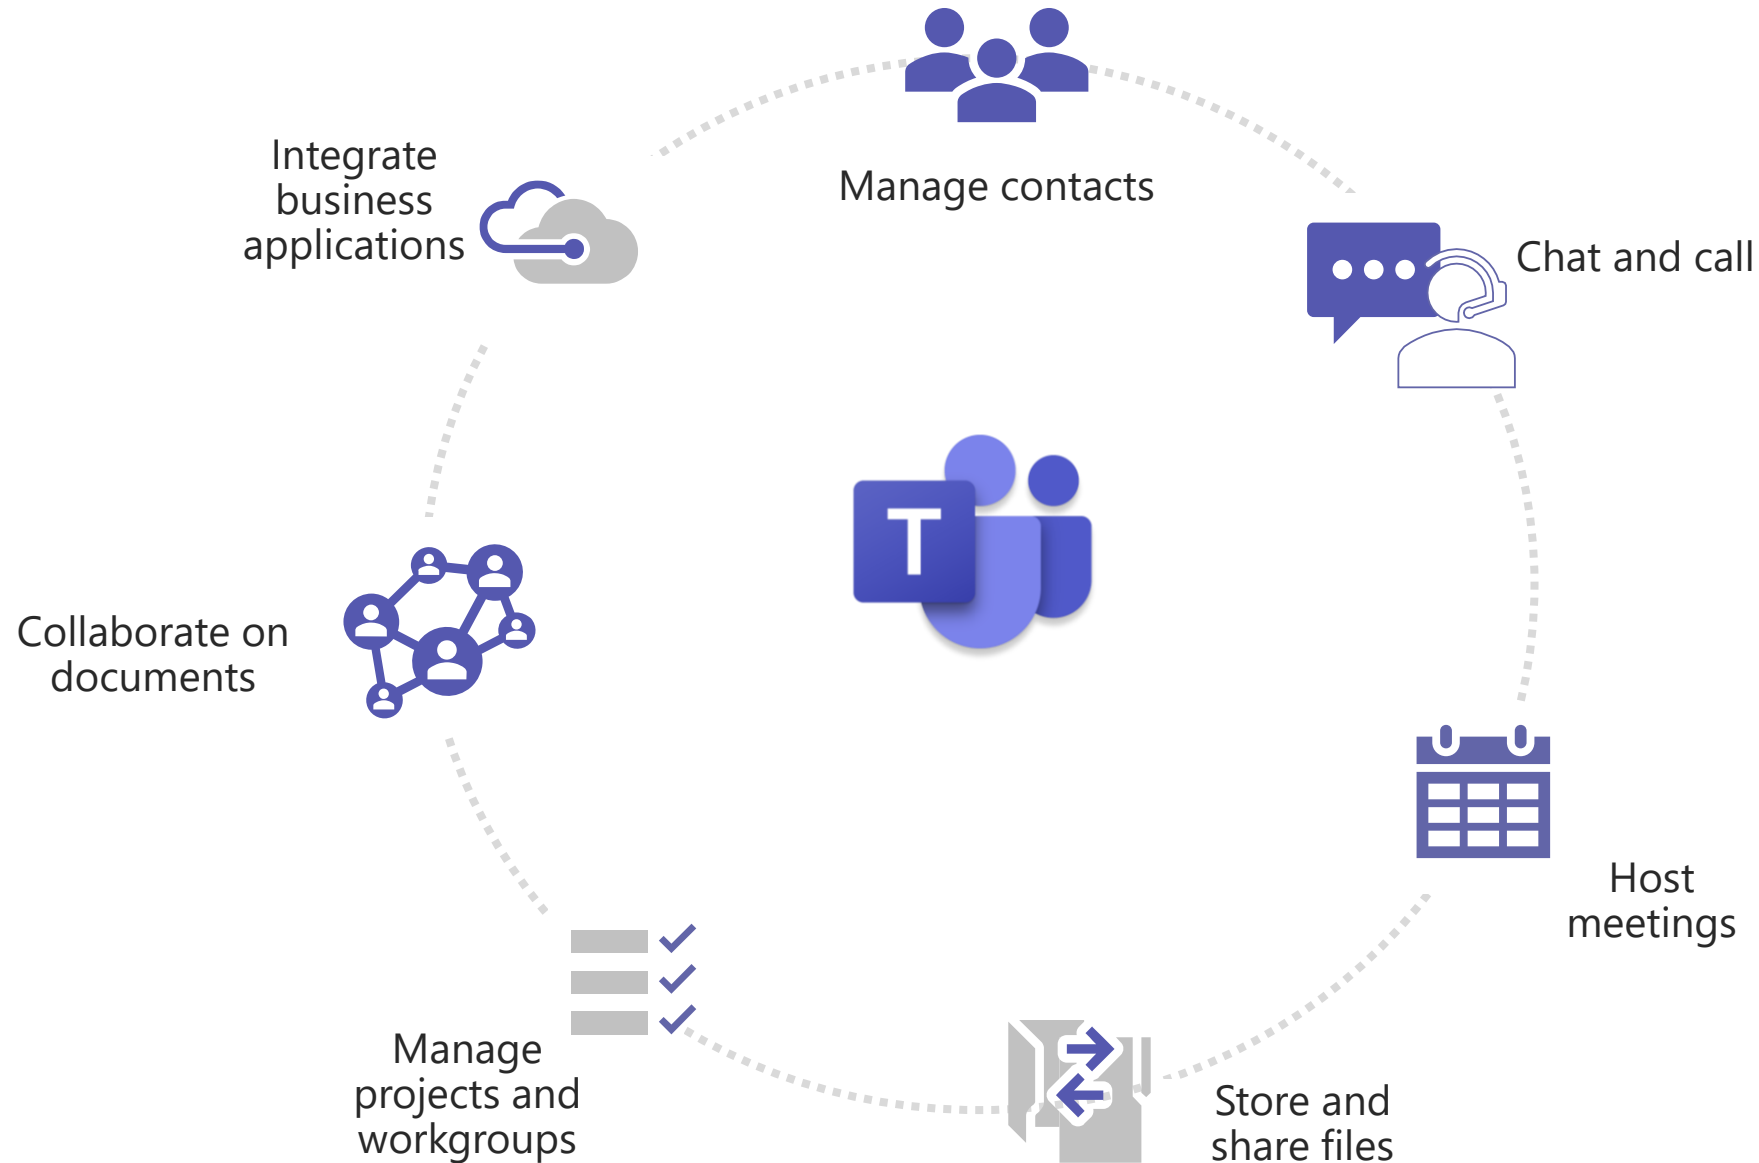 Manage contacts
Integrate
business
applications
Chat and call
T
Collaborate on
documents
Host
meetings
Manage
projects and
workgroups
Store and
share files